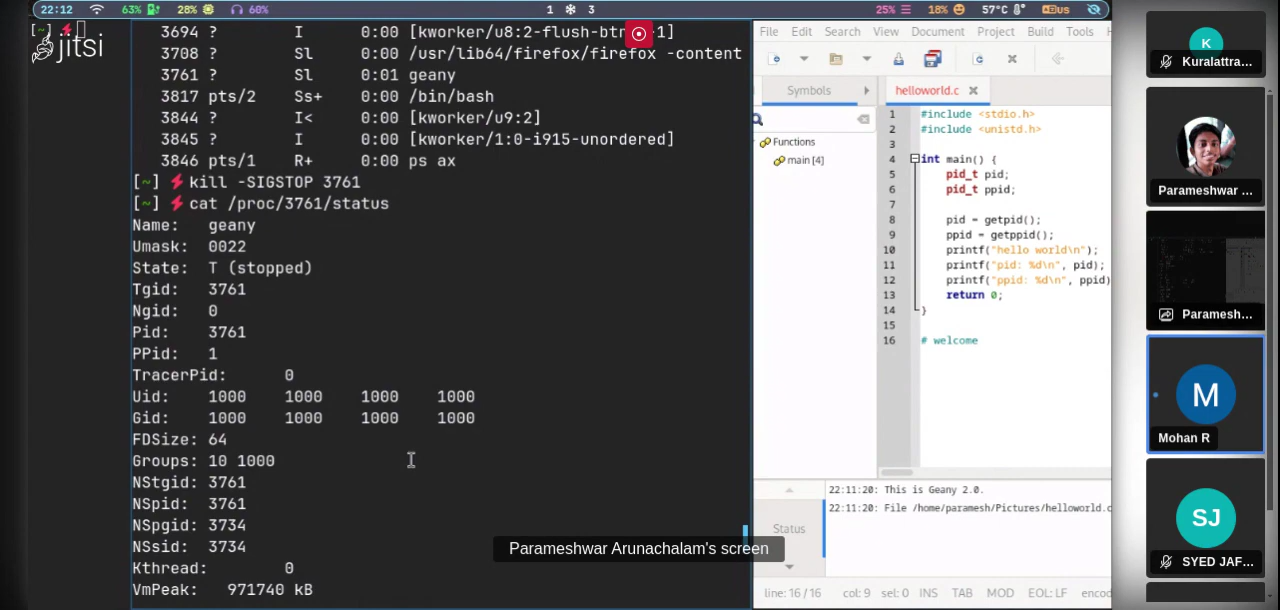 22:12 63% 28% 60% 1 3 25% 18% 57°C us
[~]
jitsi
3694 ? I 0:00 [kworker/u8:2-flush-btr -1]
3708 ? Sl 0:00 /usr/lib64/firefox/firefox -content
3761 ? Sl 0:01 geany
3817 pts/2 Ss+ 0:00 /bin/bash
3844 ? I< 0:00 [kworker/u9:2]
3845 ? I 0:00 [kworker/1:0-i915-unordered]
3846 pts/1 R+ 0:00 ps ax
[~] kill -SIGSTOP 3761
[~] cat /proc/3761/status
Name: geany
Umask: 0022
State: T (stopped)
Tgid: 3761
Ngid: 0
Pid: 3761
PPid: 1
TracerPid: 0
Uid: 1000 1000 1000 1000
Gid: 1000 1000 1000 1000
FDSize: 64
Groups: 10 1000
NStgid: 3761
NSpid: 3761
NSpgid: 3734
NSsid: 3734
Kthread: 0
VmPeak: 971740 kB
Parameshwar Arunachalam's screen
File Edit Search View Document Project Build Tools
Symbols
helloworld.c
Functions
main [4]
1 #include <stdio.h>
2 #include <unistd.h>
3
4 int main() {
5 pid_t pid;
6 pid_t ppid;
7
8 pid = getpid();
9 ppid = getppid();
10 printf("hello world\n");
11 printf("pid: %d\n", pid);
12 printf("ppid: %d\n", ppid)
13 return 0;
14 }
15
16 # welcome
Status
22:11:20: This is Geany 2.0.
22:11:20: File /home/paramesh/Pictures/helloworld.c
line: 16 / 16 col: 9 sel: 0 INS TAB MOD EOL: LF encod
K
Kuralattra...
Parameshwar ...
Paramesh...
M
Mohan R
SJ
SYED JAF...